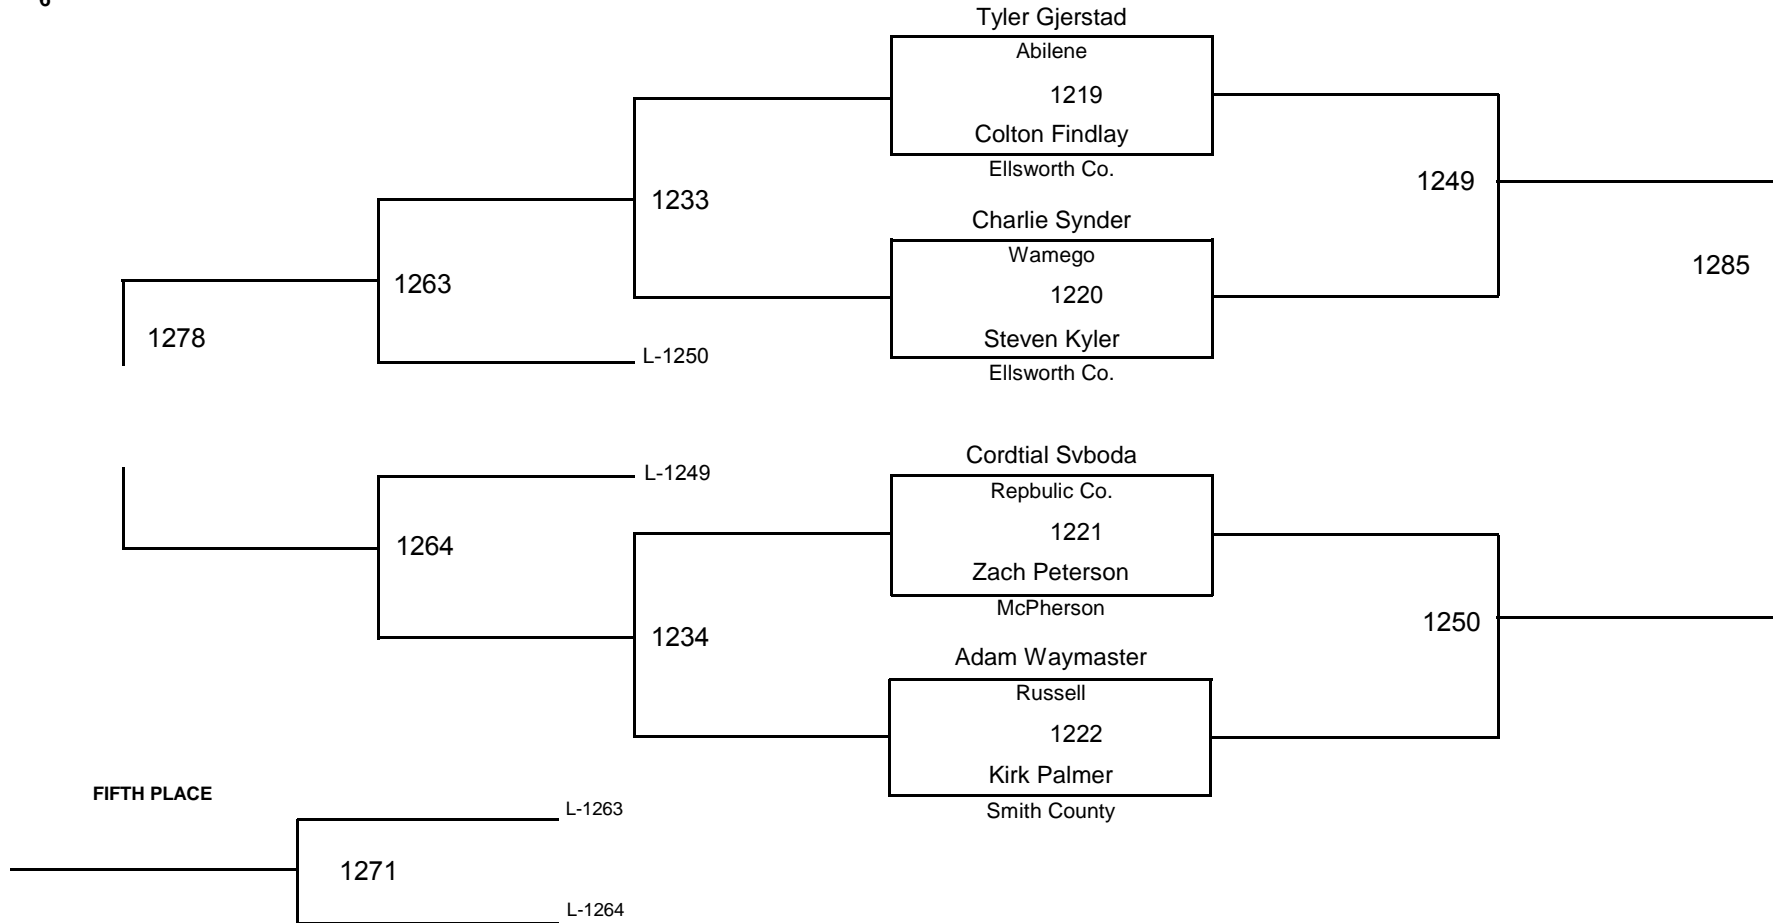 6
Tyler Gjerstad
Abilene
1219
Colton Findlay
Ellsworth Co.
1233
1249
Charlie Synder
Wamego
1220
1285
1263
1278
Steven Kyler
L-1250
Ellsworth Co.
Cordtial Svboda
L-1249
Repbulic Co.
1221
1264
Zach Peterson
McPherson
1250
1234
Adam Waymaster
Russell
1222
Kirk Palmer
FIFTH PLACE
L-1263
Smith County
1271
L-1264